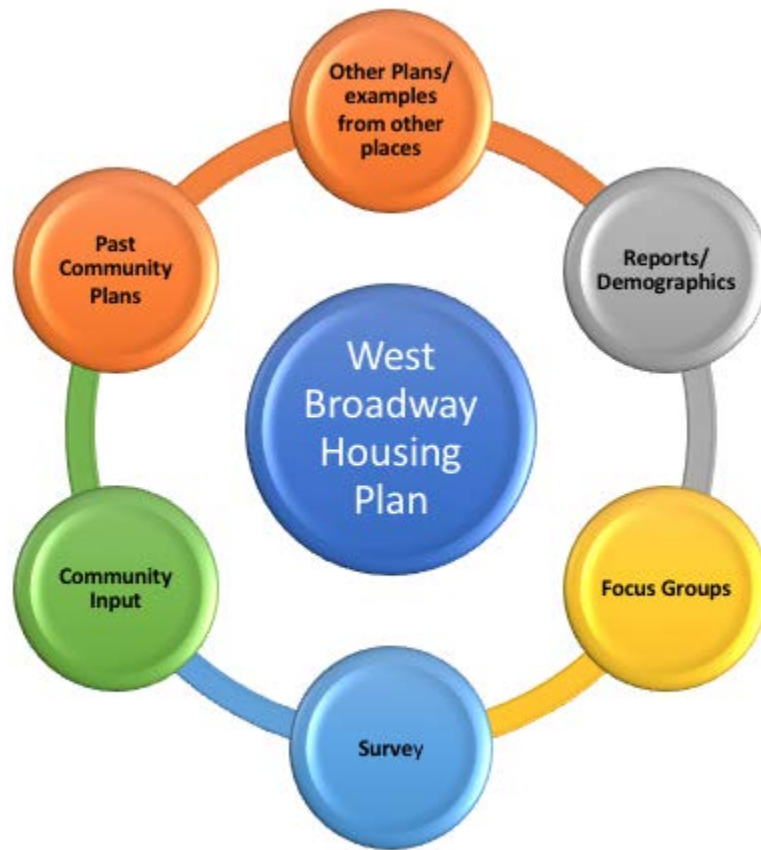 Other Plans/
examples
from other
places
Past
Community
Plans
Reports/
Demographics
West
Broadway
Housing
Plan
Community
Input
Focus Groups
Survey